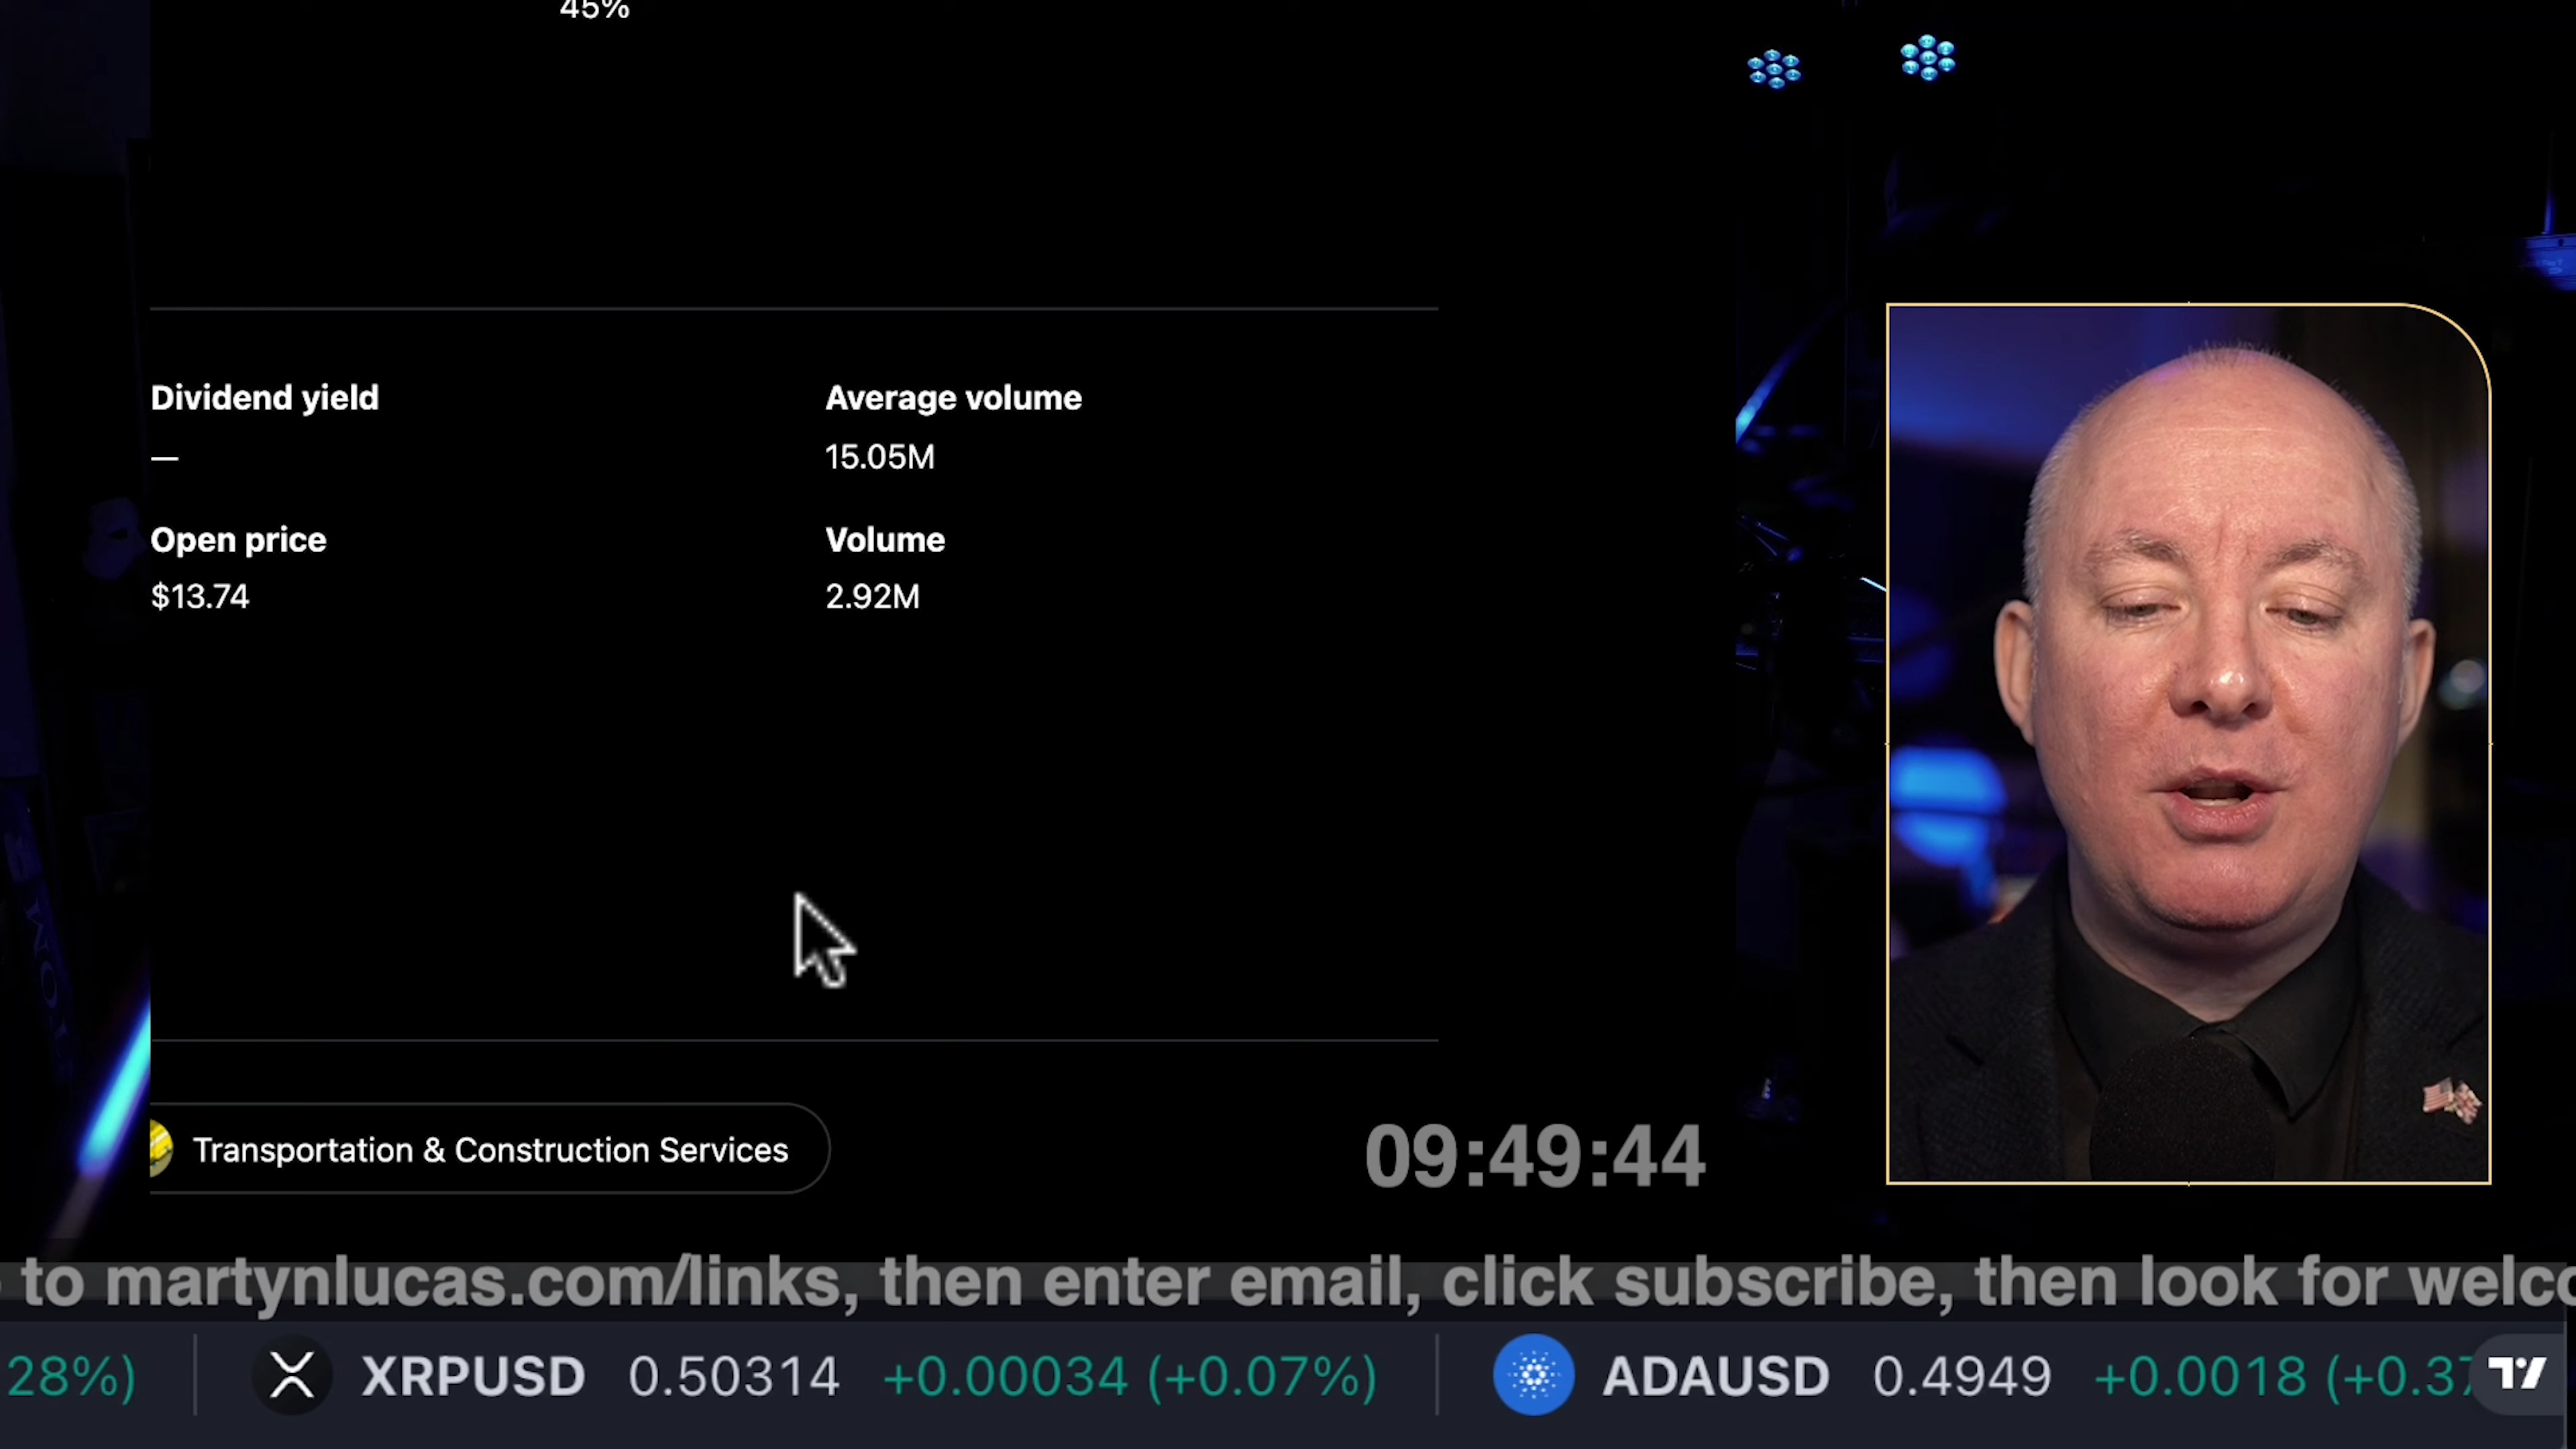 45%
Dividend yield
Average volume
—
15.05M
Open price
Volume
$13.74
2.92M
Transportation & Construction Services
09:49:44
to martynlucas.com/links, then enter email, click subscribe, then look for
28%)
XRPUSD 0.50314 +0.00034 (+0.07%)
ADAUSD 0.4949 +0.0018 (+0.37